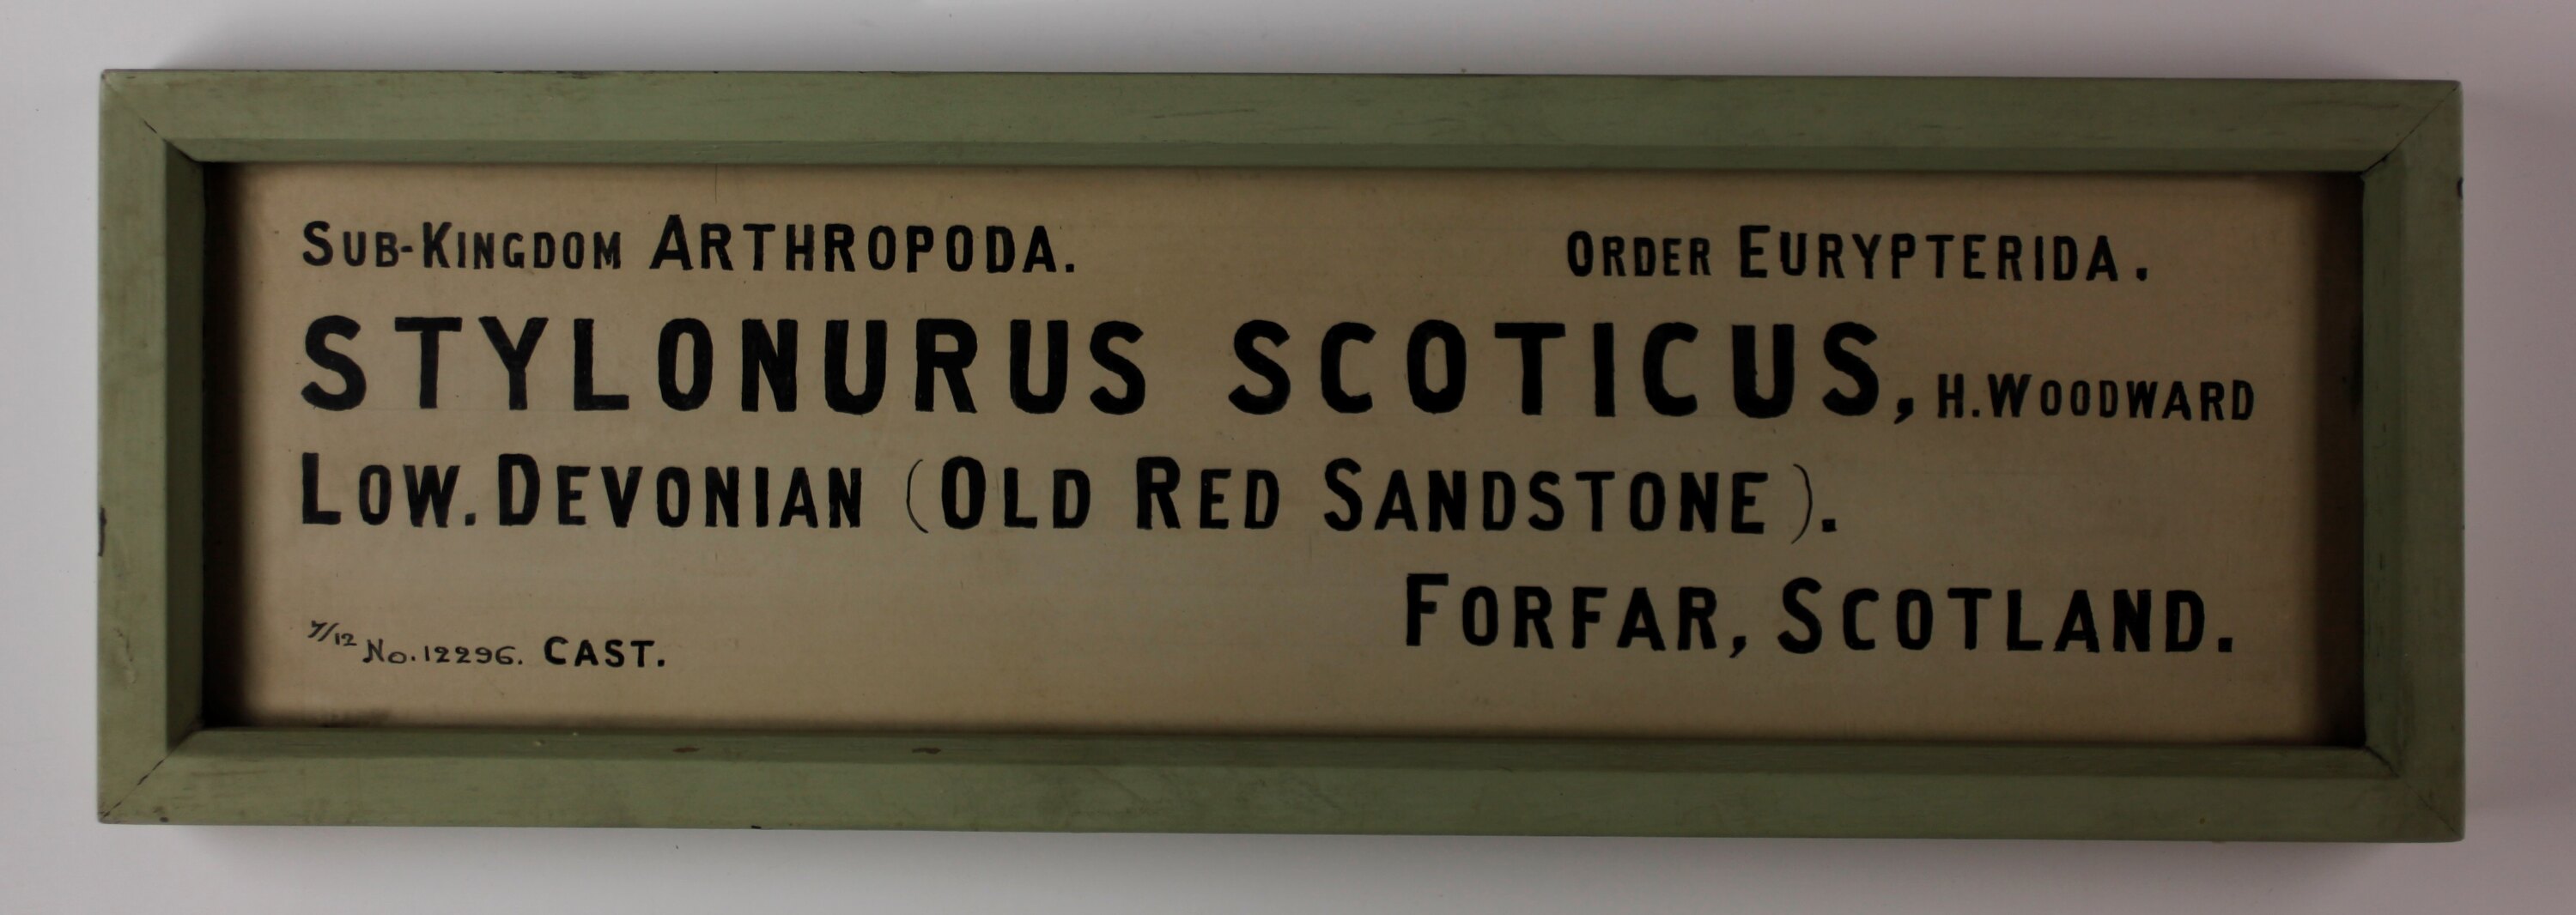 SUB-KINGDOM ARTHROPODA. ORDER EURYPTERIDA.
STYLONURUS SCOTICUS, H.WOODWARD
LOW. DEVONIAN (OLD RED SANDSTONE).
FORFAR, SCOTLAND.
7/12 No. 12296. CAST.